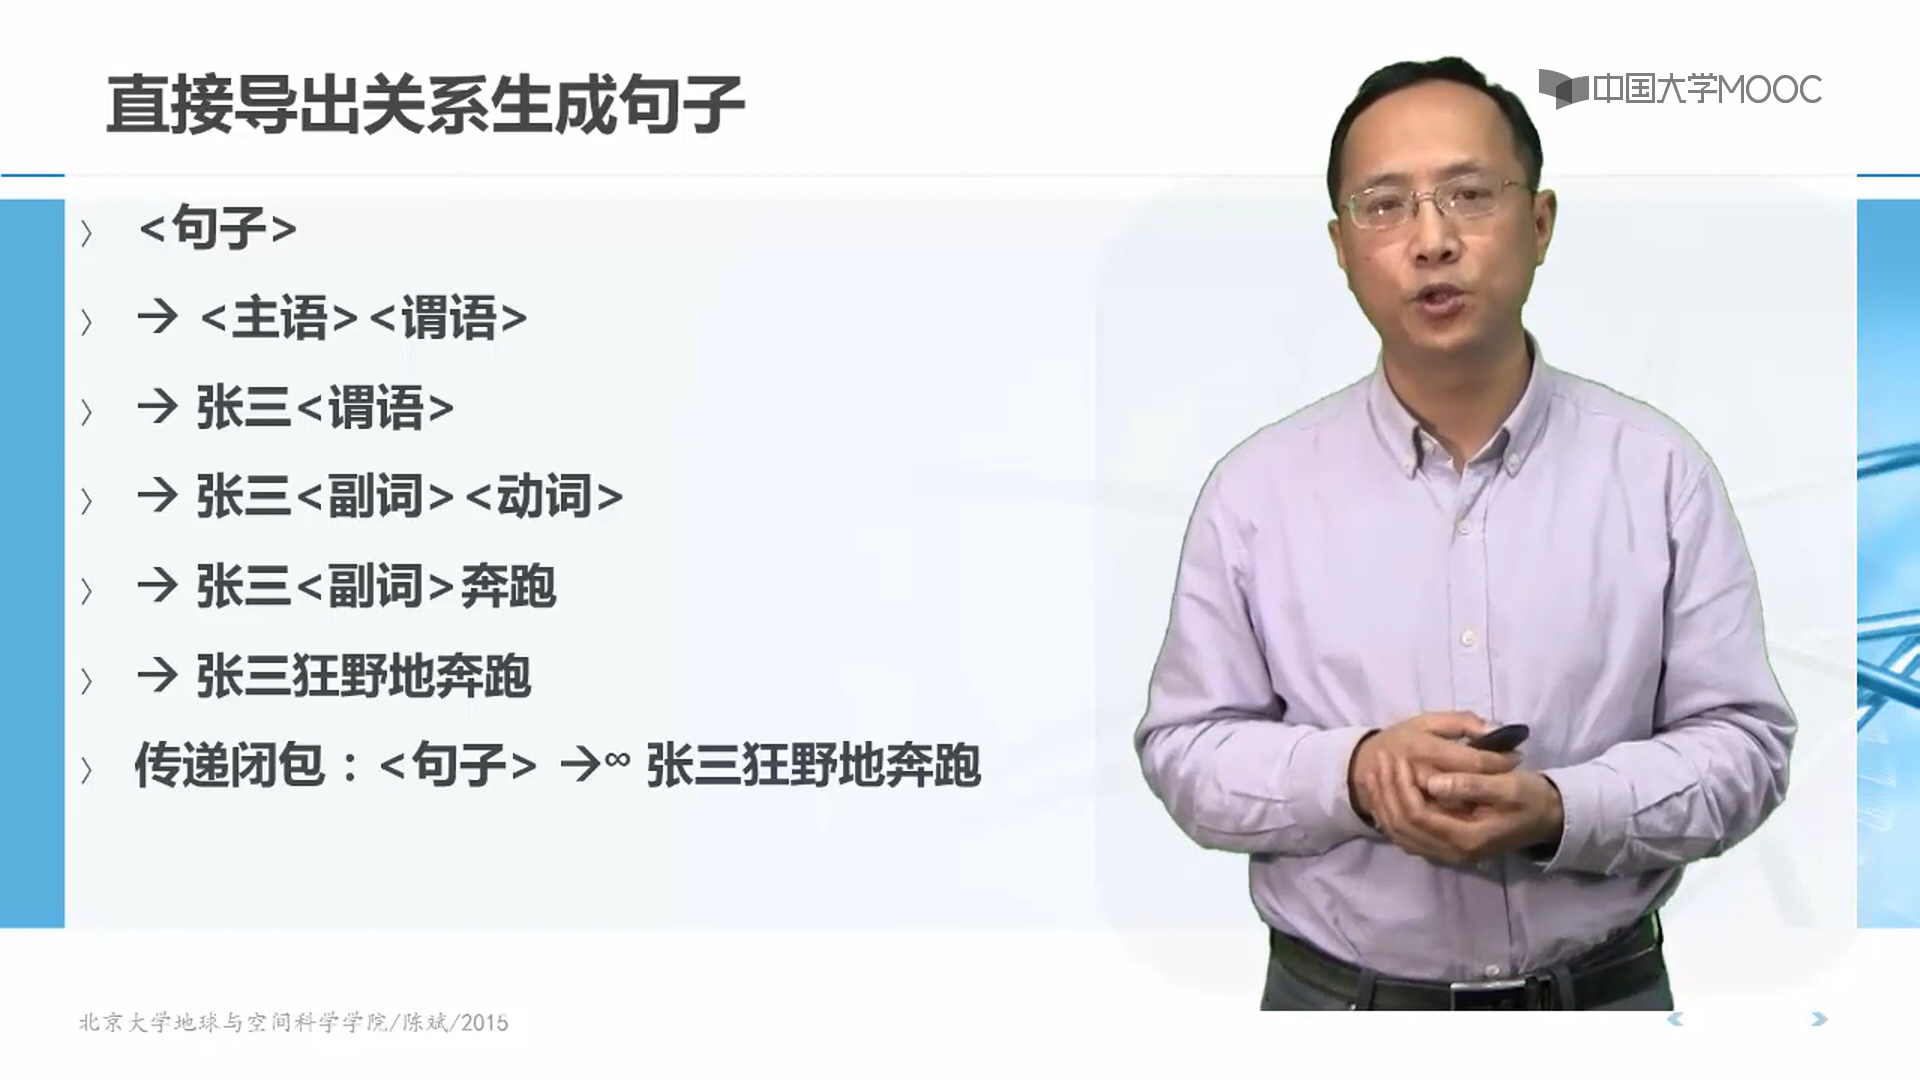 直接导出关系生成句子
中国大学MOOC
〉 <句子>
〉 → <主语><谓语>
〉 → 张三<谓语>
〉 → 张三<副词><动词>
〉 → 张三<副词>奔跑
〉 → 张三狂野地奔跑
〉 传递闭包：<句子> →∞ 张三狂野地奔跑
北京大学地球与空间科学学院/陈斌/2015